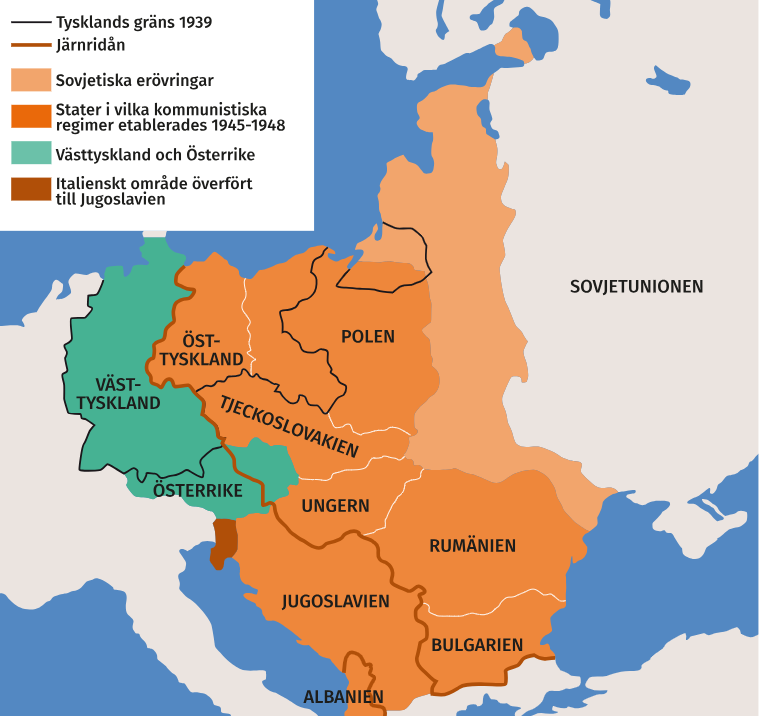 Tysklands gräns 1939
Järnridån
Sovjetiska erövringar
Stater i vilka kommunistiska
regimer etablerades 1945-1948
Västtyskland och Österrike
Italienskt område överfört
till Jugoslavien
SOVJETUNIONEN
POLEN
ÖST-
TYSKLAND
VÄST-
TYSKLAND
TJECKOSLOVAKIEN
ÖSTERRIKE
UNGERN
RUMÄNIEN
JUGOSLAVIEN
BULGARIEN
ALBANIEN